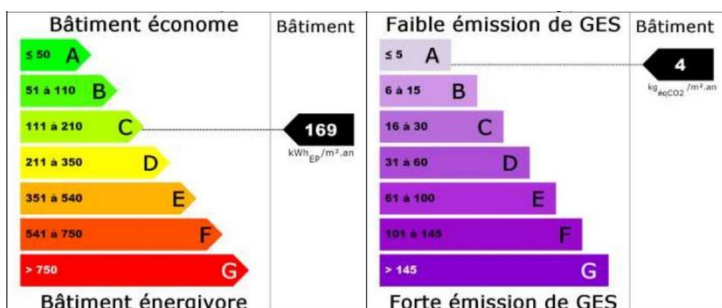 Bâtiment économe
Bâtiment
≤ 50 A
51 à 110 B
111 à 210 C
169
kWhEP/m².an
211 à 350 D
351 à 540 E
541 à 750 F
> 750 G
Bâtiment énergivore
Faible émission de GES
Bâtiment
≤ 5 A
4
kgéqCO2/m².an
6 à 15 B
16 à 30 C
31 à 60 D
61 à 100 E
101 à 145 F
> 145 G
Forte émission de GES